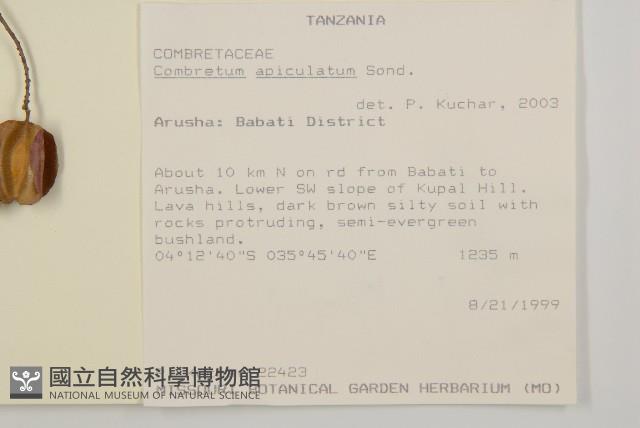 TANZANIA
COMBRETACEAE
Combretum apiculatum Sond.
det. P. Kuchar, 2003
Arusha: Babati District
About 10 km N on rd from Babati to
Arusha. Lower SW slope of Kupal Hill.
Lava hills, dark brown silty soil with
rocks protruding, semi-evergreen
bushland.
04°12'40"S 035°45'40"E 1235 m
8/21/1999
22423
MISSOURI BOTANICAL GARDEN HERBARIUM (MO)
國立自然科學博物館
NATIONAL MUSEUM OF NATURAL SCIENCE